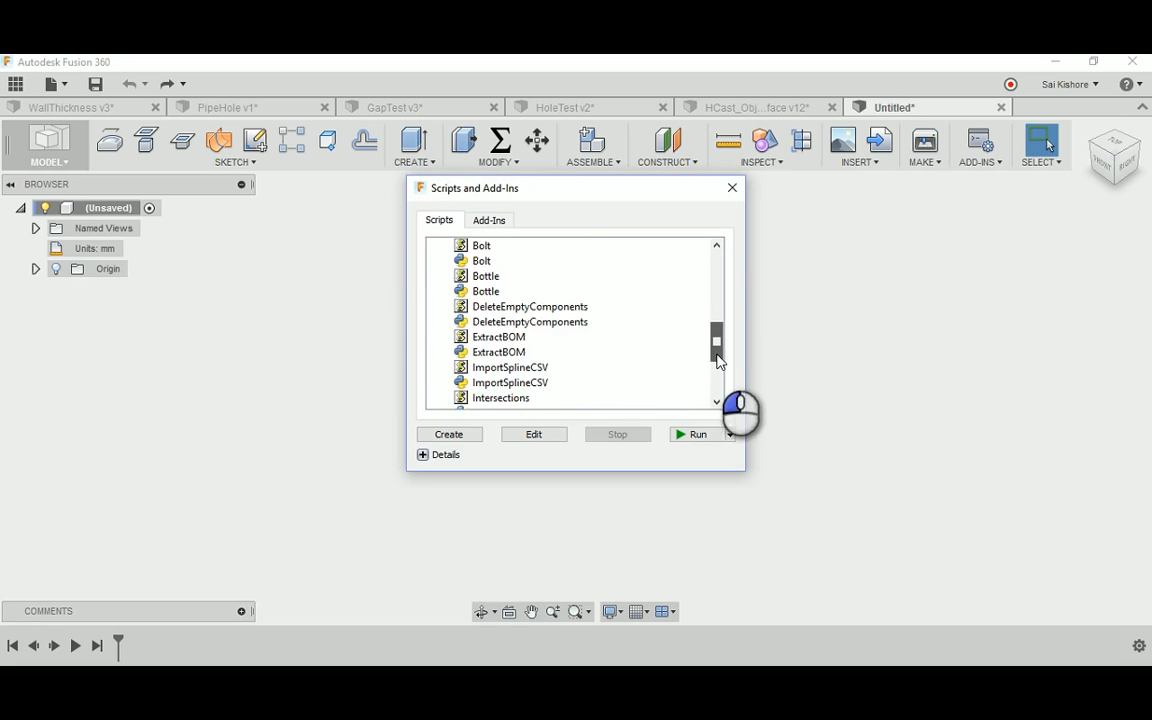 Autodesk Fusion 360
Sai Kishore
WallThickness v3*
PipeHole v1*
GapTest v3*
HoleTest v2*
HCast_Obj...face v12*
Untitled*
MODEL
SKETCH
CREATE
MODIFY
ASSEMBLE
CONSTRUCT
INSPECT
INSERT
MAKE
ADD-INS
SELECT
FRONT
RIGHT
BROWSER
(Unsaved)
Named Views
Units: mm
Origin
Scripts and Add-Ins
Scripts
Add-Ins
Bolt
Bolt
Bottle
Bottle
DeleteEmptyComponents
DeleteEmptyComponents
ExtractBOM
ExtractBOM
ImportSplineCSV
ImportSplineCSV
Intersections
Create
Edit
Stop
Run
Details
COMMENTS